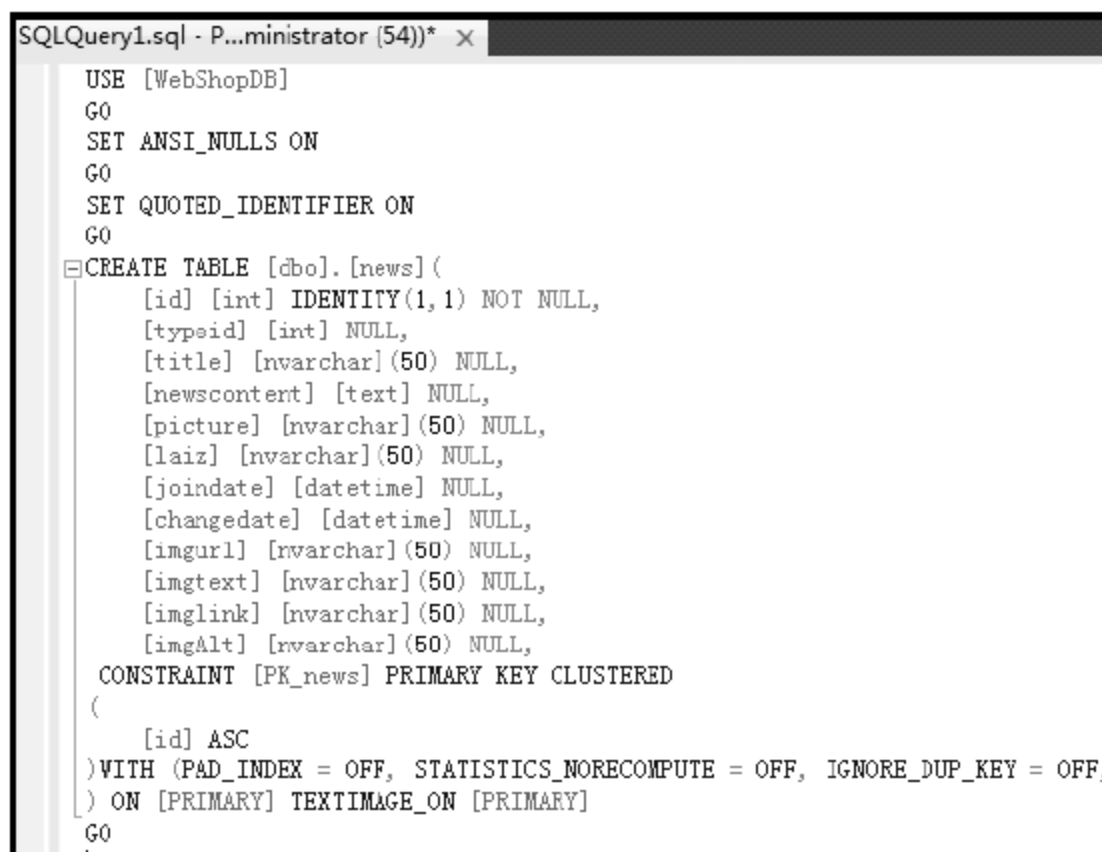 SQLQuery1.sql - P...ministrator (54))* ×
USE [WebShopDB]
GO
SET ANSI_NULLS ON
GO
SET QUOTED_IDENTIFIER ON
GO
CREATE TABLE [dbo].[news](
[id] [int] IDENTITY(1,1) NOT NULL,
[typeid] [int] NULL,
[title] [nvarchar](50) NULL,
[newscontent] [text] NULL,
[picture] [nvarchar](50) NULL,
[laiz] [nvarchar](50) NULL,
[joindate] [datetime] NULL,
[changedate] [datetime] NULL,
[imgurl] [nvarchar](50) NULL,
[imgtext] [nvarchar](50) NULL,
[imglink] [nvarchar](50) NULL,
[imgAlt] [nvarchar](50) NULL,
CONSTRAINT [PK_news] PRIMARY KEY CLUSTERED
(
[id] ASC
)WITH (PAD_INDEX = OFF, STATISTICS_NORECOMPUTE = OFF, IGNORE_DUP_KEY = OFF,
) ON [PRIMARY] TEXTIMAGE_ON [PRIMARY]
GO